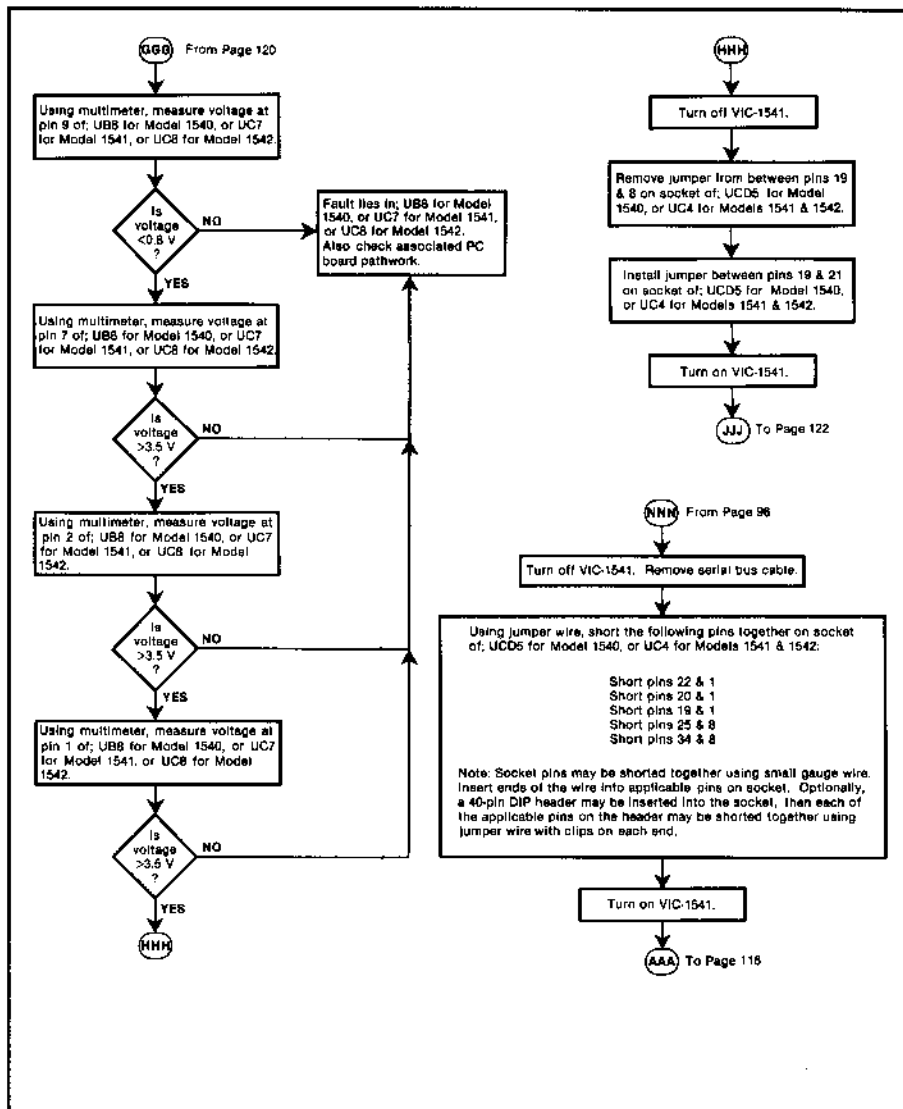 GGG From Page 120
Using multimeter, measure voltage at
pin 9 of; UB8 for Model 1540, or UC7
for Model 1541, or UC8 for Model 1542.
Is
voltage
<0.8 V
?
NO
YES
Fault lies in; UB8 for Model
1540, or UC7 for Model 1541,
or UC8 for Model 1542.
Also check associated PC
board pathwork.
Using multimeter, measure voltage at
pin 7 of; UB8 for Model 1540, or UC7
for Model 1541, or UC8 for Model 1542.
Is
voltage
>3.5 V
?
NO
YES
Using multimeter, measure voltage at
pin 2 of; UB8 for Model 1540, or UC7
for Model 1541, or UC8 for Model
1542.
Is
voltage
>3.5 V
?
NO
YES
Using multimeter, measure voltage at
pin 1 of; UB8 for Model 1540, or UC7
for Model 1541, or UC8 for Model
1542.
Is
voltage
>3.5 V
?
NO
YES
HHH
HHH
Turn off VIC-1541.
Remove jumper from between pins 19
& 8 on socket of; UCD5 for Model
1540, or UC4 for Models 1541 & 1542.
Install jumper between pins 19 & 21
on socket of; UCD5 for Model 1540,
or UC4 for Models 1541 & 1542.
Turn on VIC-1541.
JJJ To Page 122
NNN From Page 96
Turn off VIC-1541. Remove serial bus cable.
Using jumper wire, short the following pins together on socket
of; UCD5 for Model 1540, or UC4 for Models 1541 & 1542:
Short pins 22 & 1
Short pins 20 & 1
Short pins 19 & 1
Short pins 25 & 8
Short pins 34 & 8
Note: Socket pins may be shorted together using small gauge wire.
Insert ends of the wire into applicable pins on socket. Optionally,
a 40-pin DIP header may be inserted into the socket, then each of
the applicable pins on the header may be shorted together using
jumper wire with clips on each end.
Turn on VIC-1541.
AAA To Page 116